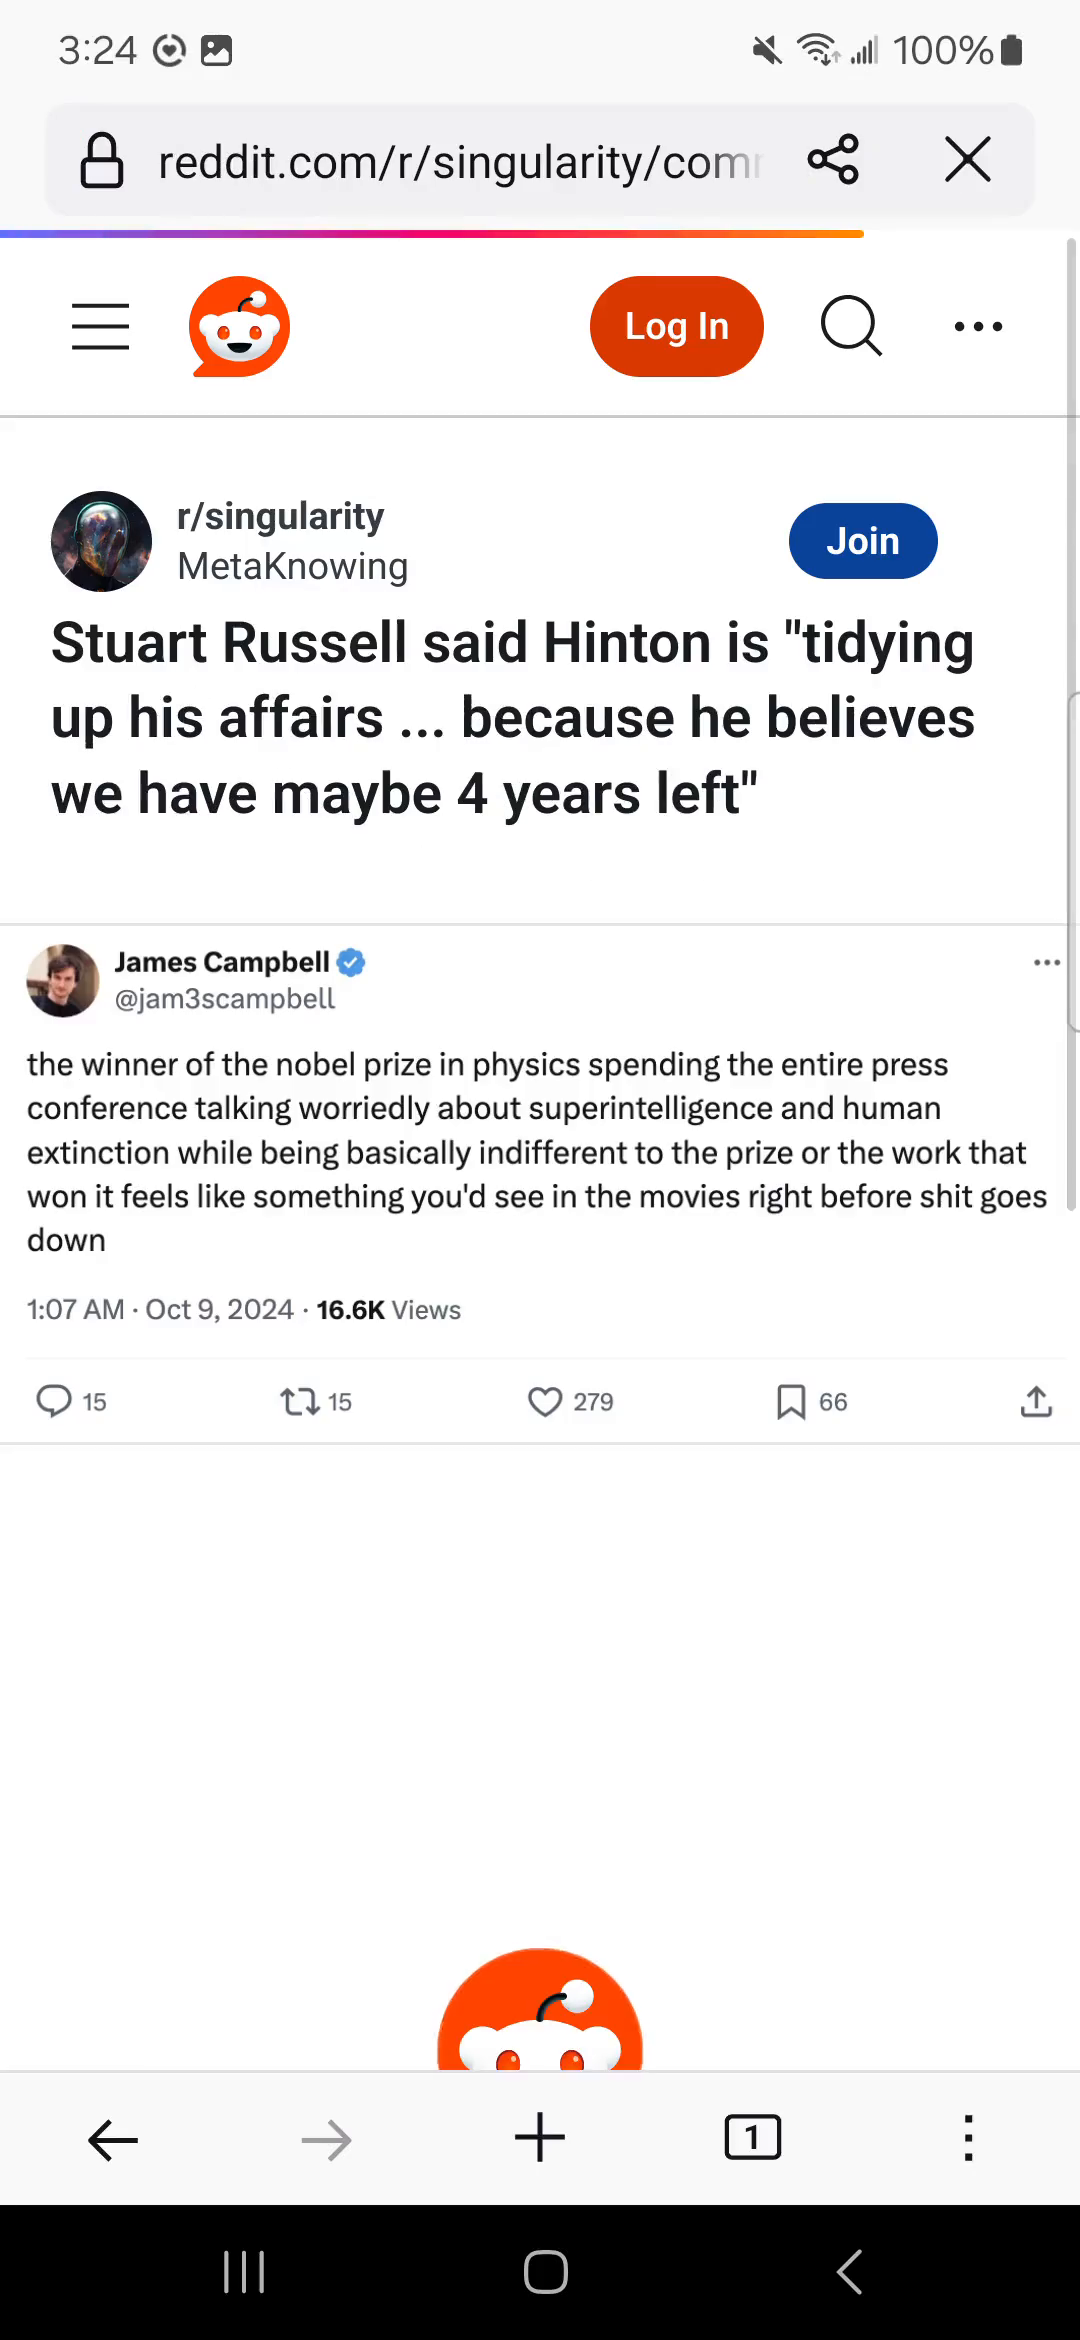 3:24
100%
reddit.com/r/singularity/com
Log In
r/singularity
MetaKnowing
Join
Stuart Russell said Hinton is "tidying
up his affairs ... because he believes
we have maybe 4 years left"
James Campbell
@jam3scampbell
the winner of the nobel prize in physics spending the entire press
conference talking worriedly about superintelligence and human
extinction while being basically indifferent to the prize or the work that
won it feels like something you'd see in the movies right before shit goes
down
1:07 AM · Oct 9, 2024 · 16.6K Views
15 15 279 66
1